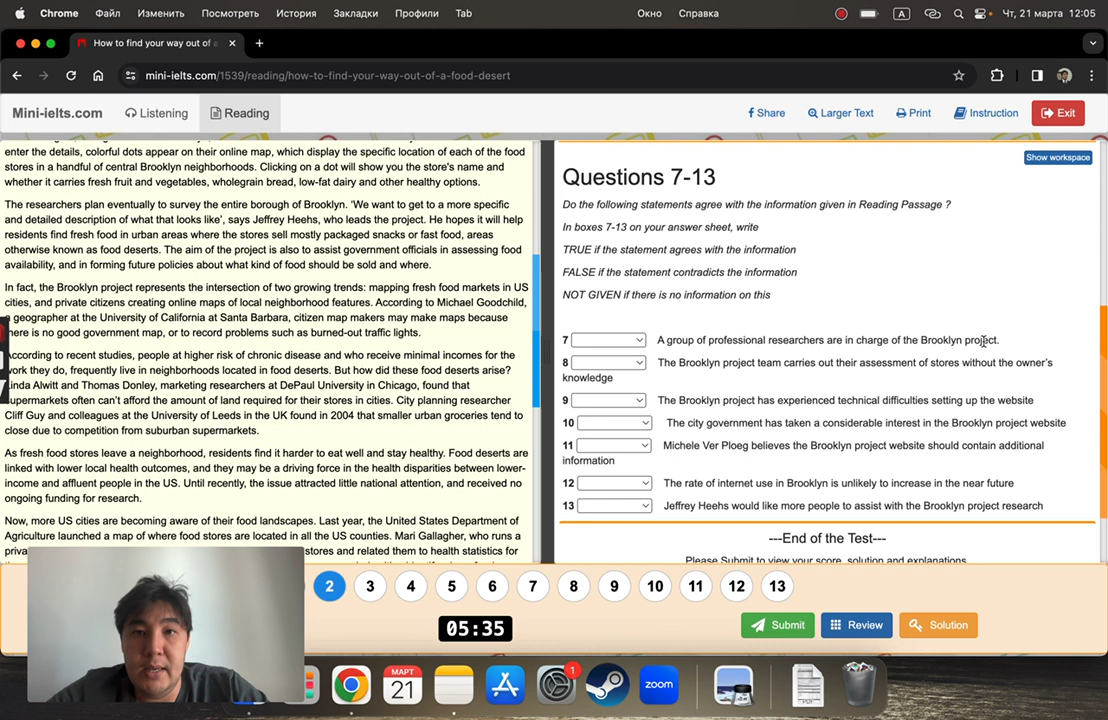 Chrome Файл Изменить Посмотреть История Закладки Профили Tab Окно Справка A Чт, 21 марта 12:05
How to find your way out of a
mini-ielts.com/1539/reading/how-to-find-your-way-out-of-a-food-desert
Mini-ielts.com Listening Reading Share Larger Text Print Instruction Exit
enter the details, colorful dots appear on their online map, which display the specific location of each of the food
stores in a handful of central Brooklyn neighborhoods. Clicking on a dot will show you the store's name and
whether it carries fresh fruit and vegetables, wholegrain bread, low-fat dairy and other healthy options.
The researchers plan eventually to survey the entire borough of Brooklyn. 'We want to get to a more specific
and detailed description of what that looks like', says Jeffrey Heehs, who leads the project. He hopes it will help
residents find fresh food in urban areas where the stores sell mostly packaged snacks or fast food, areas
otherwise known as food deserts. The aim of the project is also to assist government officials in assessing food
availability, and in forming future policies about what kind of food should be sold and where.
In fact, the Brooklyn project represents the intersection of two growing trends: mapping fresh food markets in US
cities, and private citizens creating online maps of local neighborhood features. According to Michael Goodchild,
a geographer at the University of California at Santa Barbara, citizen map makers may make maps because
there is no good government map, or to record problems such as burned-out traffic lights.
According to recent studies, people at higher risk of chronic disease and who receive minimal incomes for the
work they do, frequently live in neighborhoods located in food deserts. But how did these food deserts arise?
Linda Alwitt and Thomas Donley, marketing researchers at DePaul University in Chicago, found that
supermarkets often can't afford the amount of land required for their stores in cities. City planning researcher
Cliff Guy and colleagues at the University of Leeds in the UK found in 2004 that smaller urban groceries tend to
close due to competition from suburban supermarkets.
As fresh food stores leave a neighborhood, residents find it harder to eat well and stay healthy. Food deserts are
linked with lower local health outcomes, and they may be a driving force in the health disparities between lower-
income and affluent people in the US. Until recently, the issue attracted little national attention, and received no
ongoing funding for research.
Now, more US cities are becoming aware of their food landscapes. Last year, the United States Department of
Agriculture launched a map of where food stores are located in all the US counties. Mari Gallagher, who runs a
priva stores and related them to health statistics for
Show workspace
Questions 7-13
Do the following statements agree with the information given in Reading Passage ?
In boxes 7-13 on your answer sheet, write
TRUE if the statement agrees with the information
FALSE if the statement contradicts the information
NOT GIVEN if there is no information on this
7 A group of professional researchers are in charge of the Brooklyn project.
8 The Brooklyn project team carries out their assessment of stores without the owner's
knowledge
9 The Brooklyn project has experienced technical difficulties setting up the website
10 The city government has taken a considerable interest in the Brooklyn project website
11 Michele Ver Ploeg believes the Brooklyn project website should contain additional
information
12 The rate of internet use in Brooklyn is unlikely to increase in the near future
13 Jeffrey Heehs would like more people to assist with the Brooklyn project research
---End of the Test---
Please Submit to view your score, solution and explanations
2 3 4 5 6 7 8 9 10 11 12 13
05:35
Submit Review Solution
МАРТ
21
1
zoom